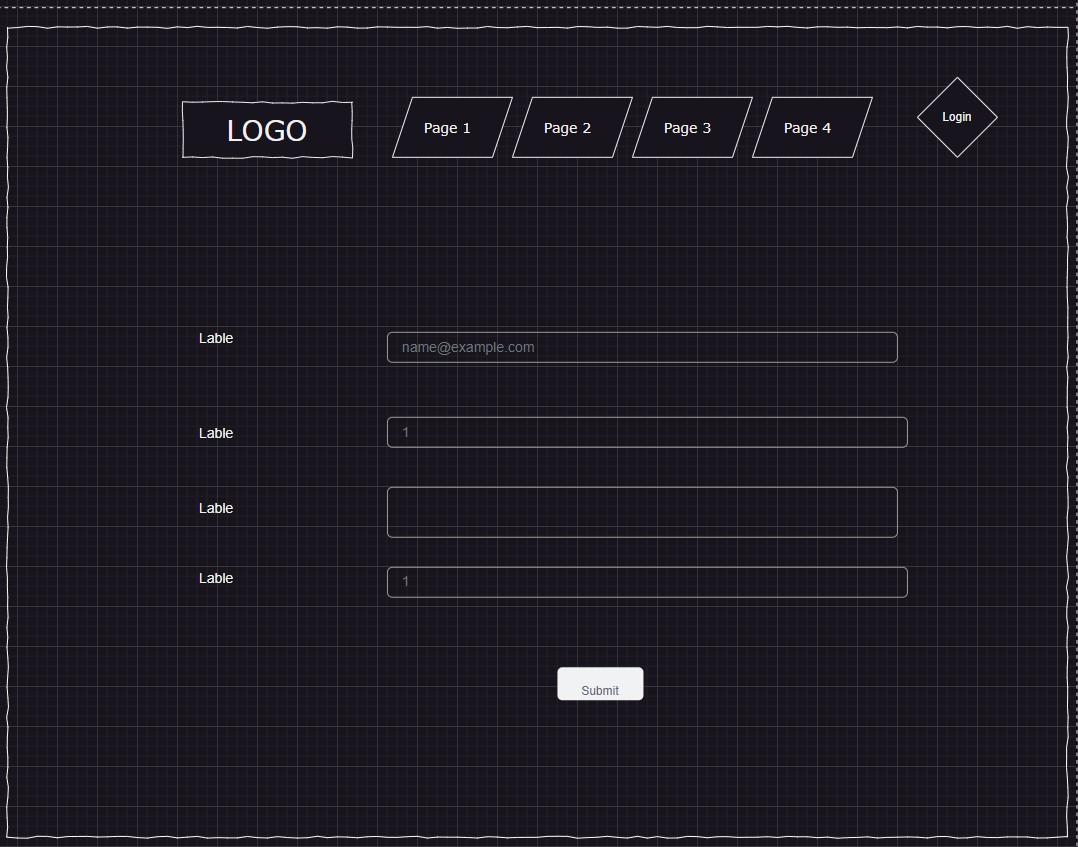 LOGO
Page 1
Page 2
Page 3
Page 4
Login
Lable
name@example.com
Lable
1
Lable
Lable
1
Submit